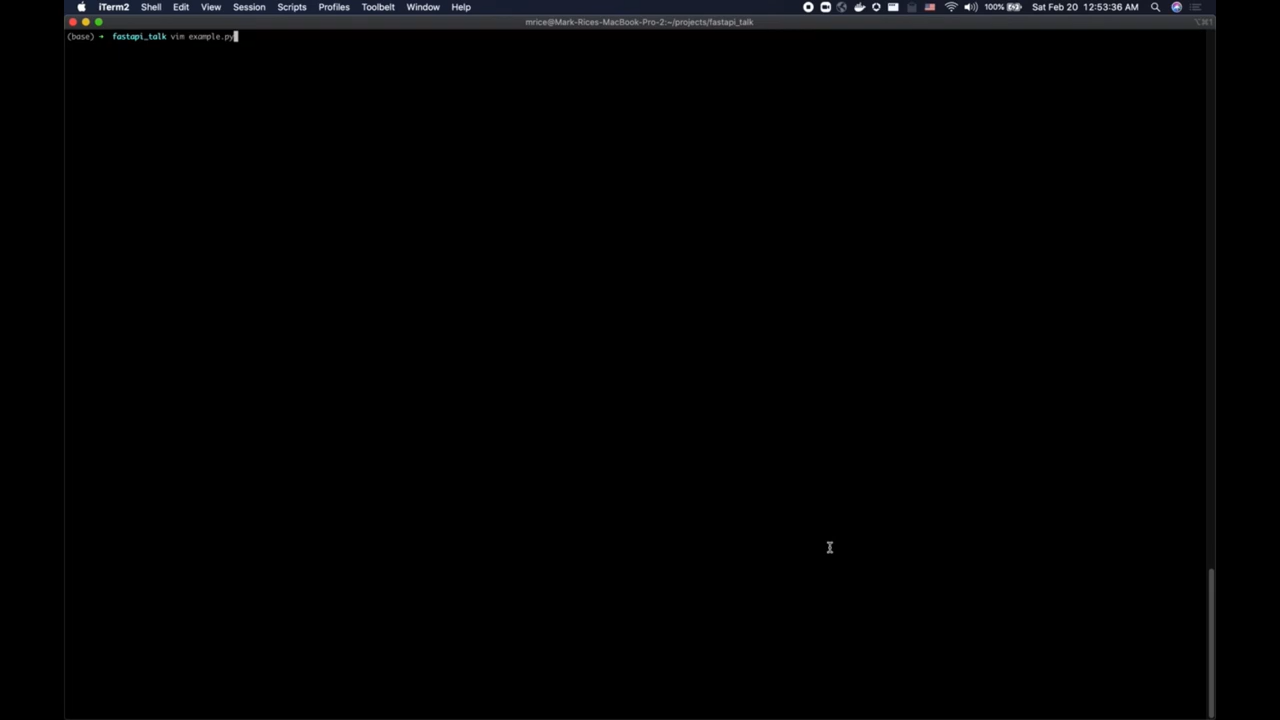 iTerm2 Shell Edit View Session Scripts Profiles Toolbelt Window Help 100% Sat Feb 20 12:53:36 AM
mrice@Mark-Rices-MacBook-Pro-2:~/projects/fastapi_talk ⌥⌘1
(base) → fastapi_talk vim example.py